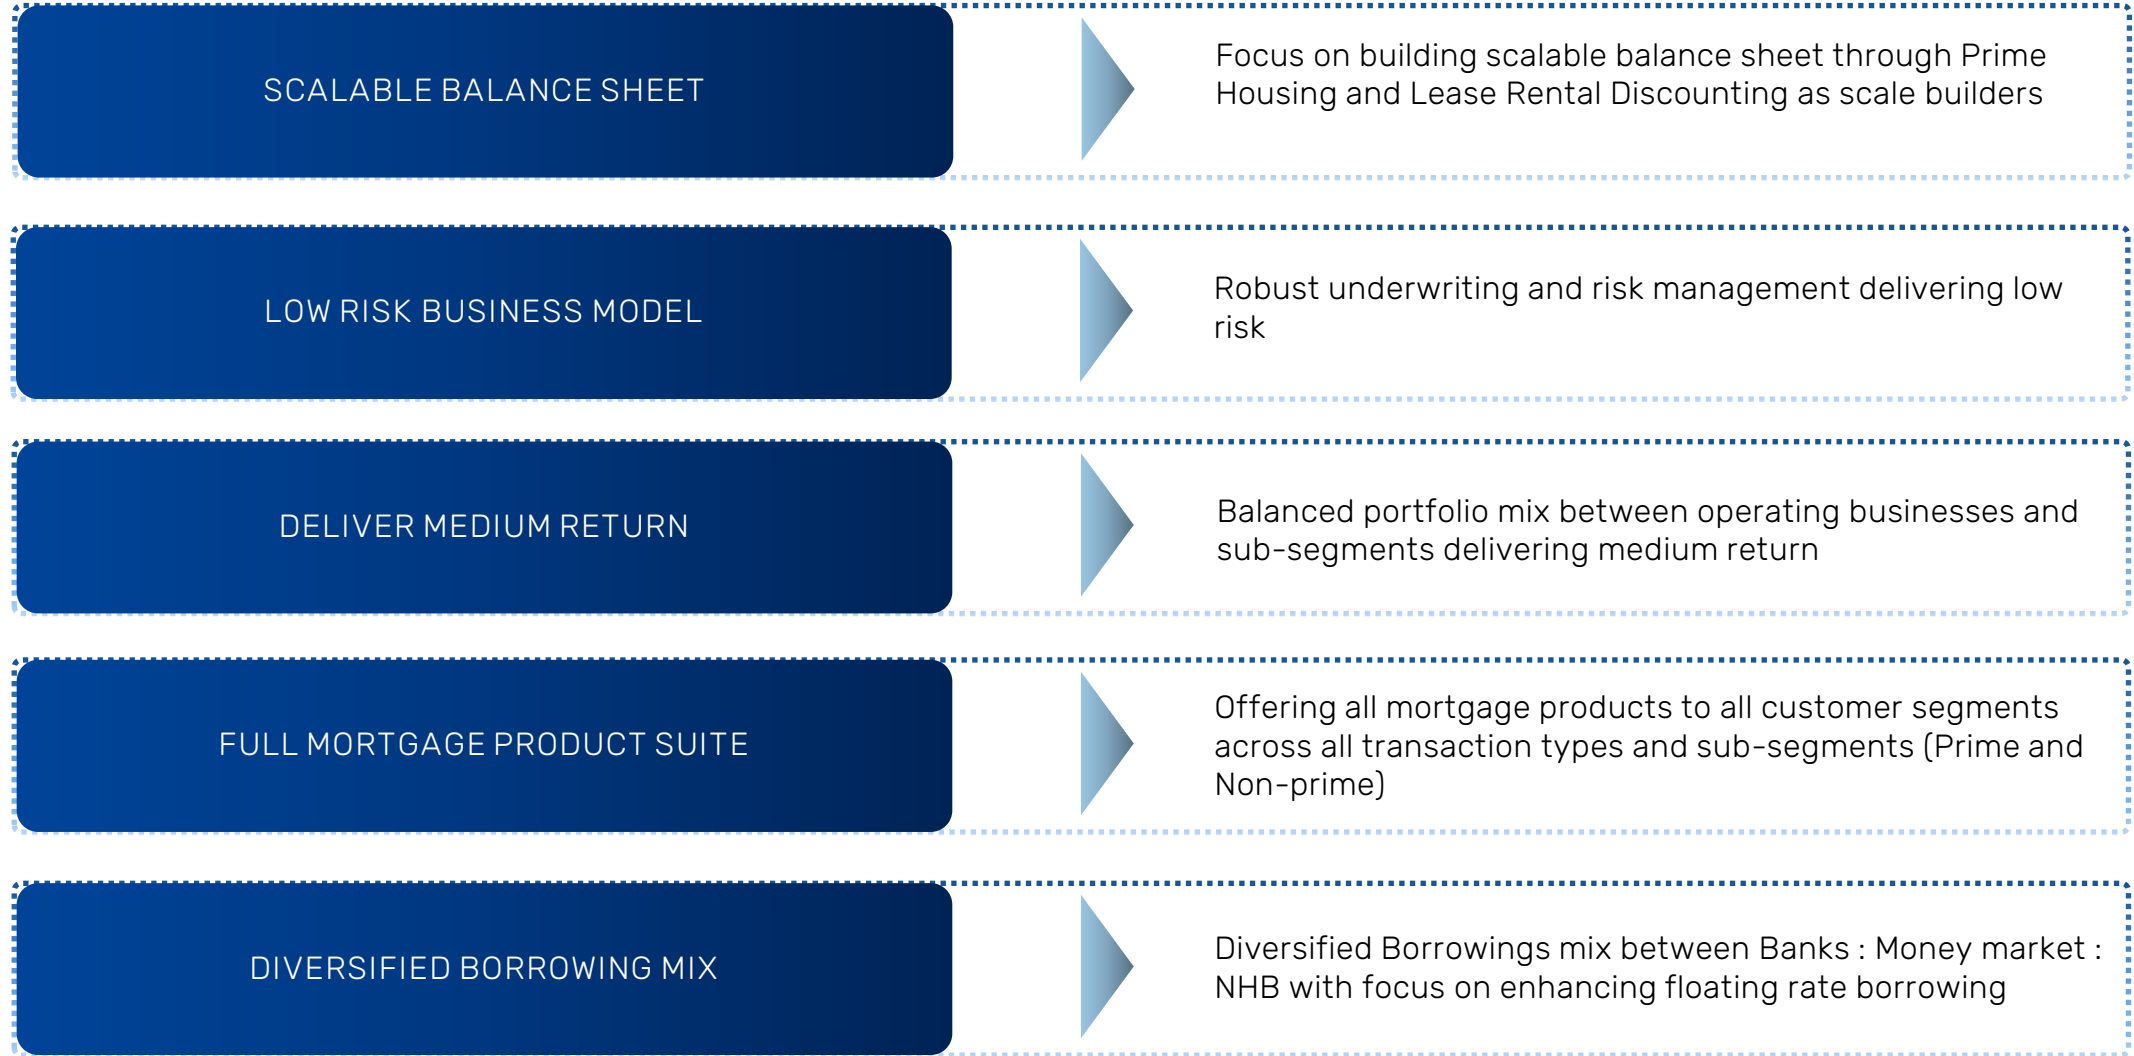 SCALABLE BALANCE SHEET
Focus on building scalable balance sheet through Prime
Housing and Lease Rental Discounting as scale builders
LOW RISK BUSINESS MODEL
Robust underwriting and risk management delivering low
risk
DELIVER MEDIUM RETURN
Balanced portfolio mix between operating businesses and
sub-segments delivering medium return
FULL MORTGAGE PRODUCT SUITE
Offering all mortgage products to all customer segments
across all transaction types and sub-segments (Prime and
Non-prime)
DIVERSIFIED BORROWING MIX
Diversified Borrowings mix between Banks : Money market :
NHB with focus on enhancing floating rate borrowing